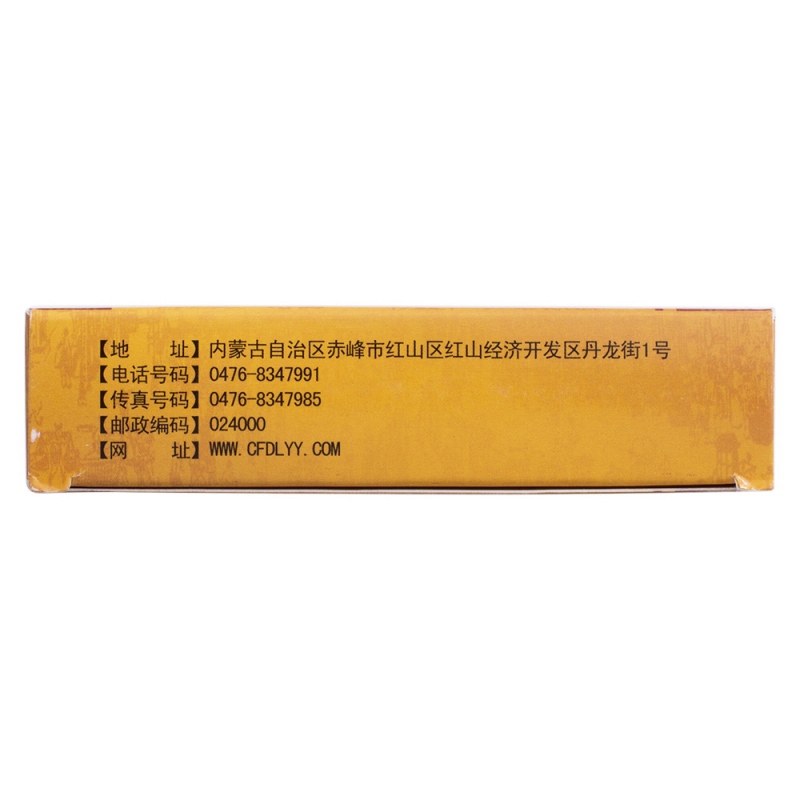 【地 址】内蒙古自治区赤峰市红山区红山经济开发区丹龙街1号
【电话号码】0476-8347991
【传真号码】0476-8347985
【邮政编码】024000
【网 址】WWW.CFDLYY.COM